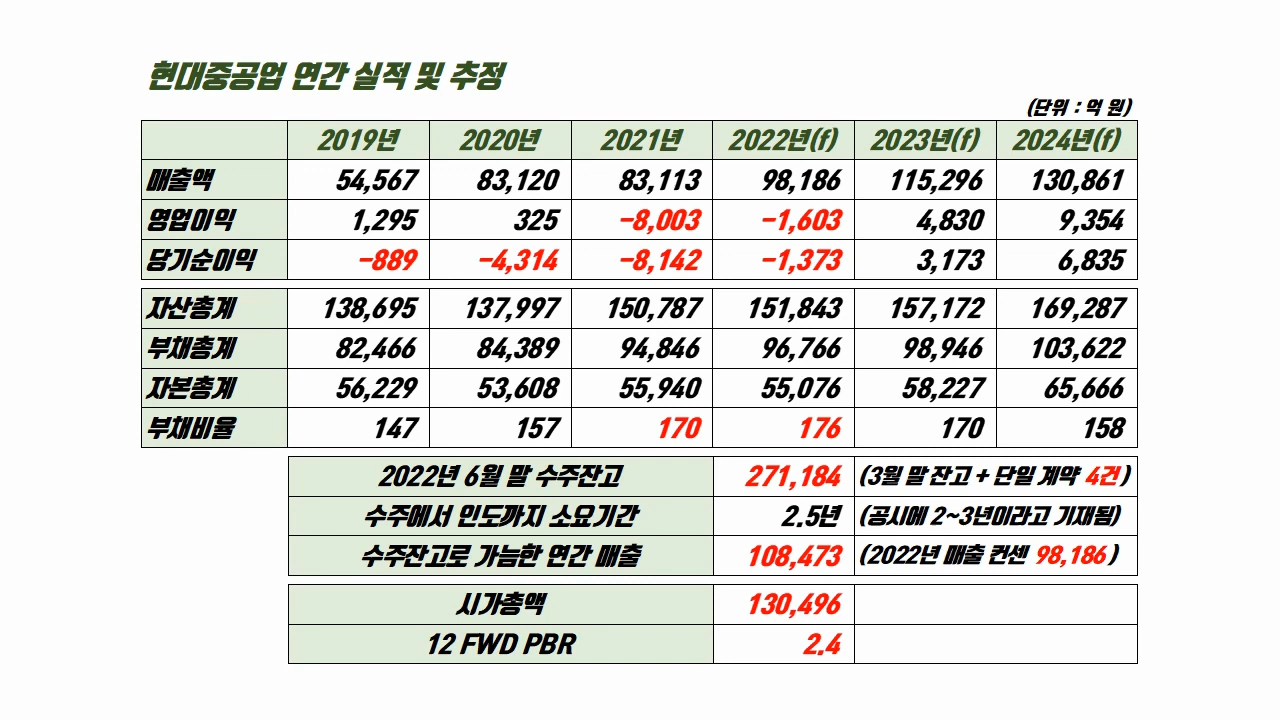 현대중공업 연간 실적 및 추정
(단위 : 억 원)
2019년 2020년 2021년 2022년(f) 2023년(f) 2024년(f)
매출액 54,567 83,120 83,113 98,186 115,296 130,861
영업이익 1,295 325 -8,003 -1,603 4,830 9,354
당기순이익 -889 -4,314 -8,142 -1,373 3,173 6,835
자산총계 138,695 137,997 150,787 151,843 157,172 169,287
부채총계 82,466 84,389 94,846 96,766 98,946 103,622
자본총계 56,229 53,608 55,940 55,076 58,227 65,666
부채비율 147 157 170 176 170 158
2022년 6월 말 수주잔고 271,184 (3월 말 잔고 + 단일 계약 4건)
수주에서 인도까지 소요기간 2.5년 (공시에 2~3년이라고 기재됨)
수주잔고로 가능한 연간 매출 108,473 (2022년 매출 컨센 98,186)
시가총액 130,496
12 FWD PBR 2.4